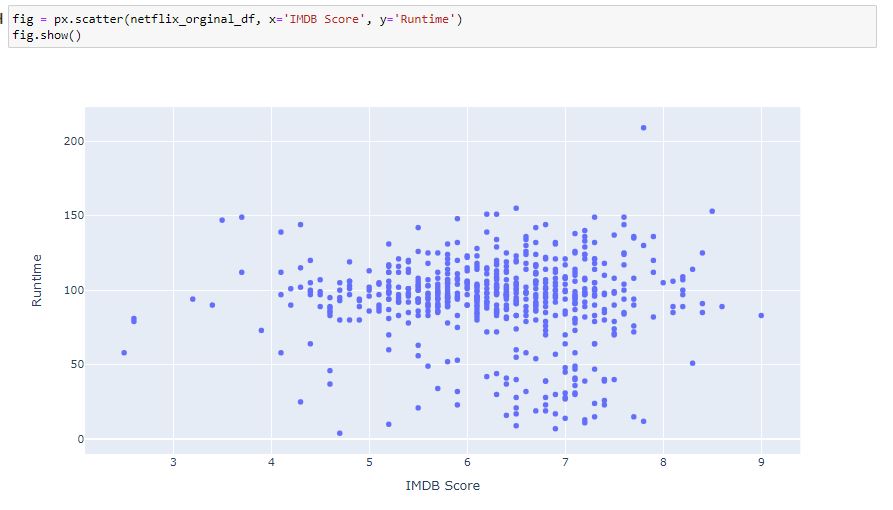 fig = px.scatter(netflix_orginal_df, x='IMDB Score', y='Runtime')
fig.show()
200
150
100
50
0
Runtime
3 4 5 6 7 8 9
IMDB Score